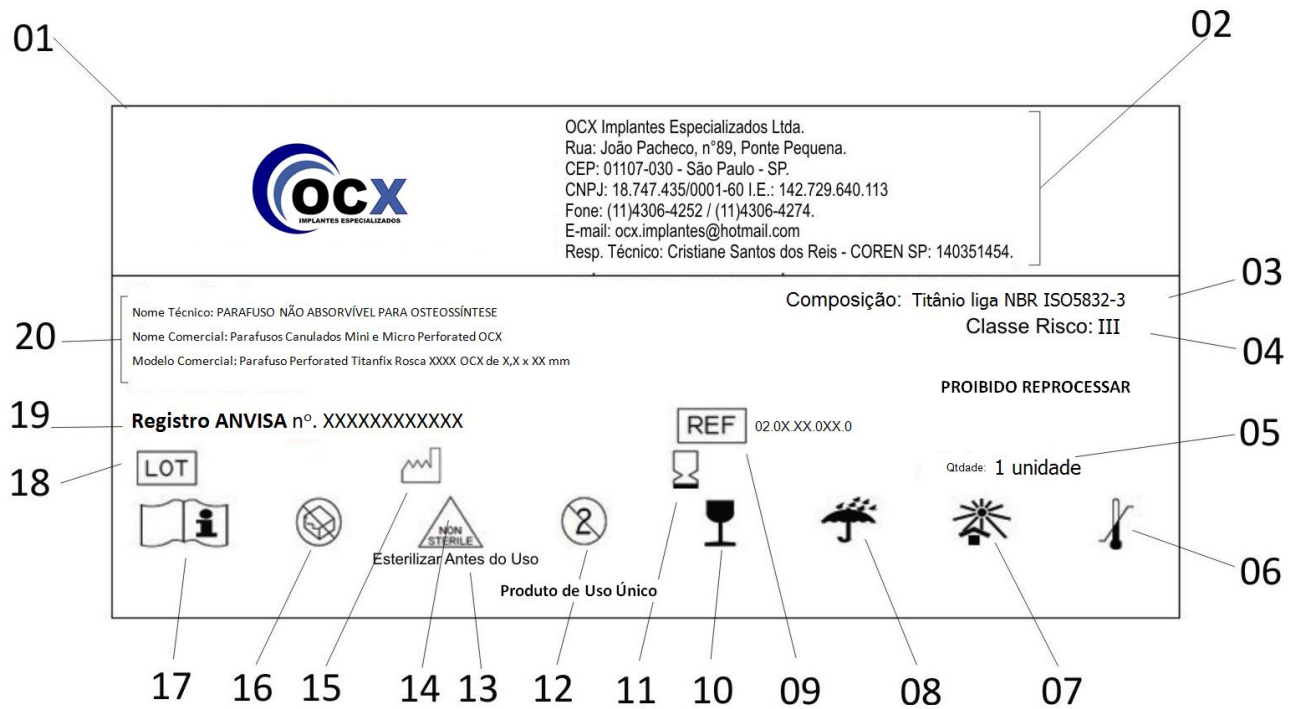 01
02
OCX
IMPLANTES ESPECIALIZADOS
OCX Implantes Especializados Ltda.
Rua: João Pacheco, n°89, Ponte Pequena.
CEP: 01107-030 - São Paulo - SP.
CNPJ: 18.747.435/0001-60 I.E.: 142.729.640.113
Fone: (11)4306-4252 / (11)4306-4274.
E-mail: ocx.implantes@hotmail.com
Resp. Técnico: Cristiane Santos dos Reis - COREN SP: 140351454.
03
Composição: Titânio liga NBR ISO5832-3
Classe Risco: III
04
20
Nome Técnico: PARAFUSO NÃO ABSORVÍVEL PARA OSTEOSSÍNTESE
Nome Comercial: Parafusos Canulados Mini e Micro Perforated OCX
Modelo Comercial: Parafuso Perforated Titanfix Rosca XXXX OCX de X,X x XX mm
PROIBIDO REPROCESSAR
19
Registro ANVISA nº. XXXXXXXXXXXX
REF 02.0X.XX.0XX.0
05
18
LOT
Qtdade: 1 unidade
2
NON
STERILE
Esterilizar Antes do Uso
06
Produto de Uso Único
17 16 15 14 13 12 11 10 09 08 07